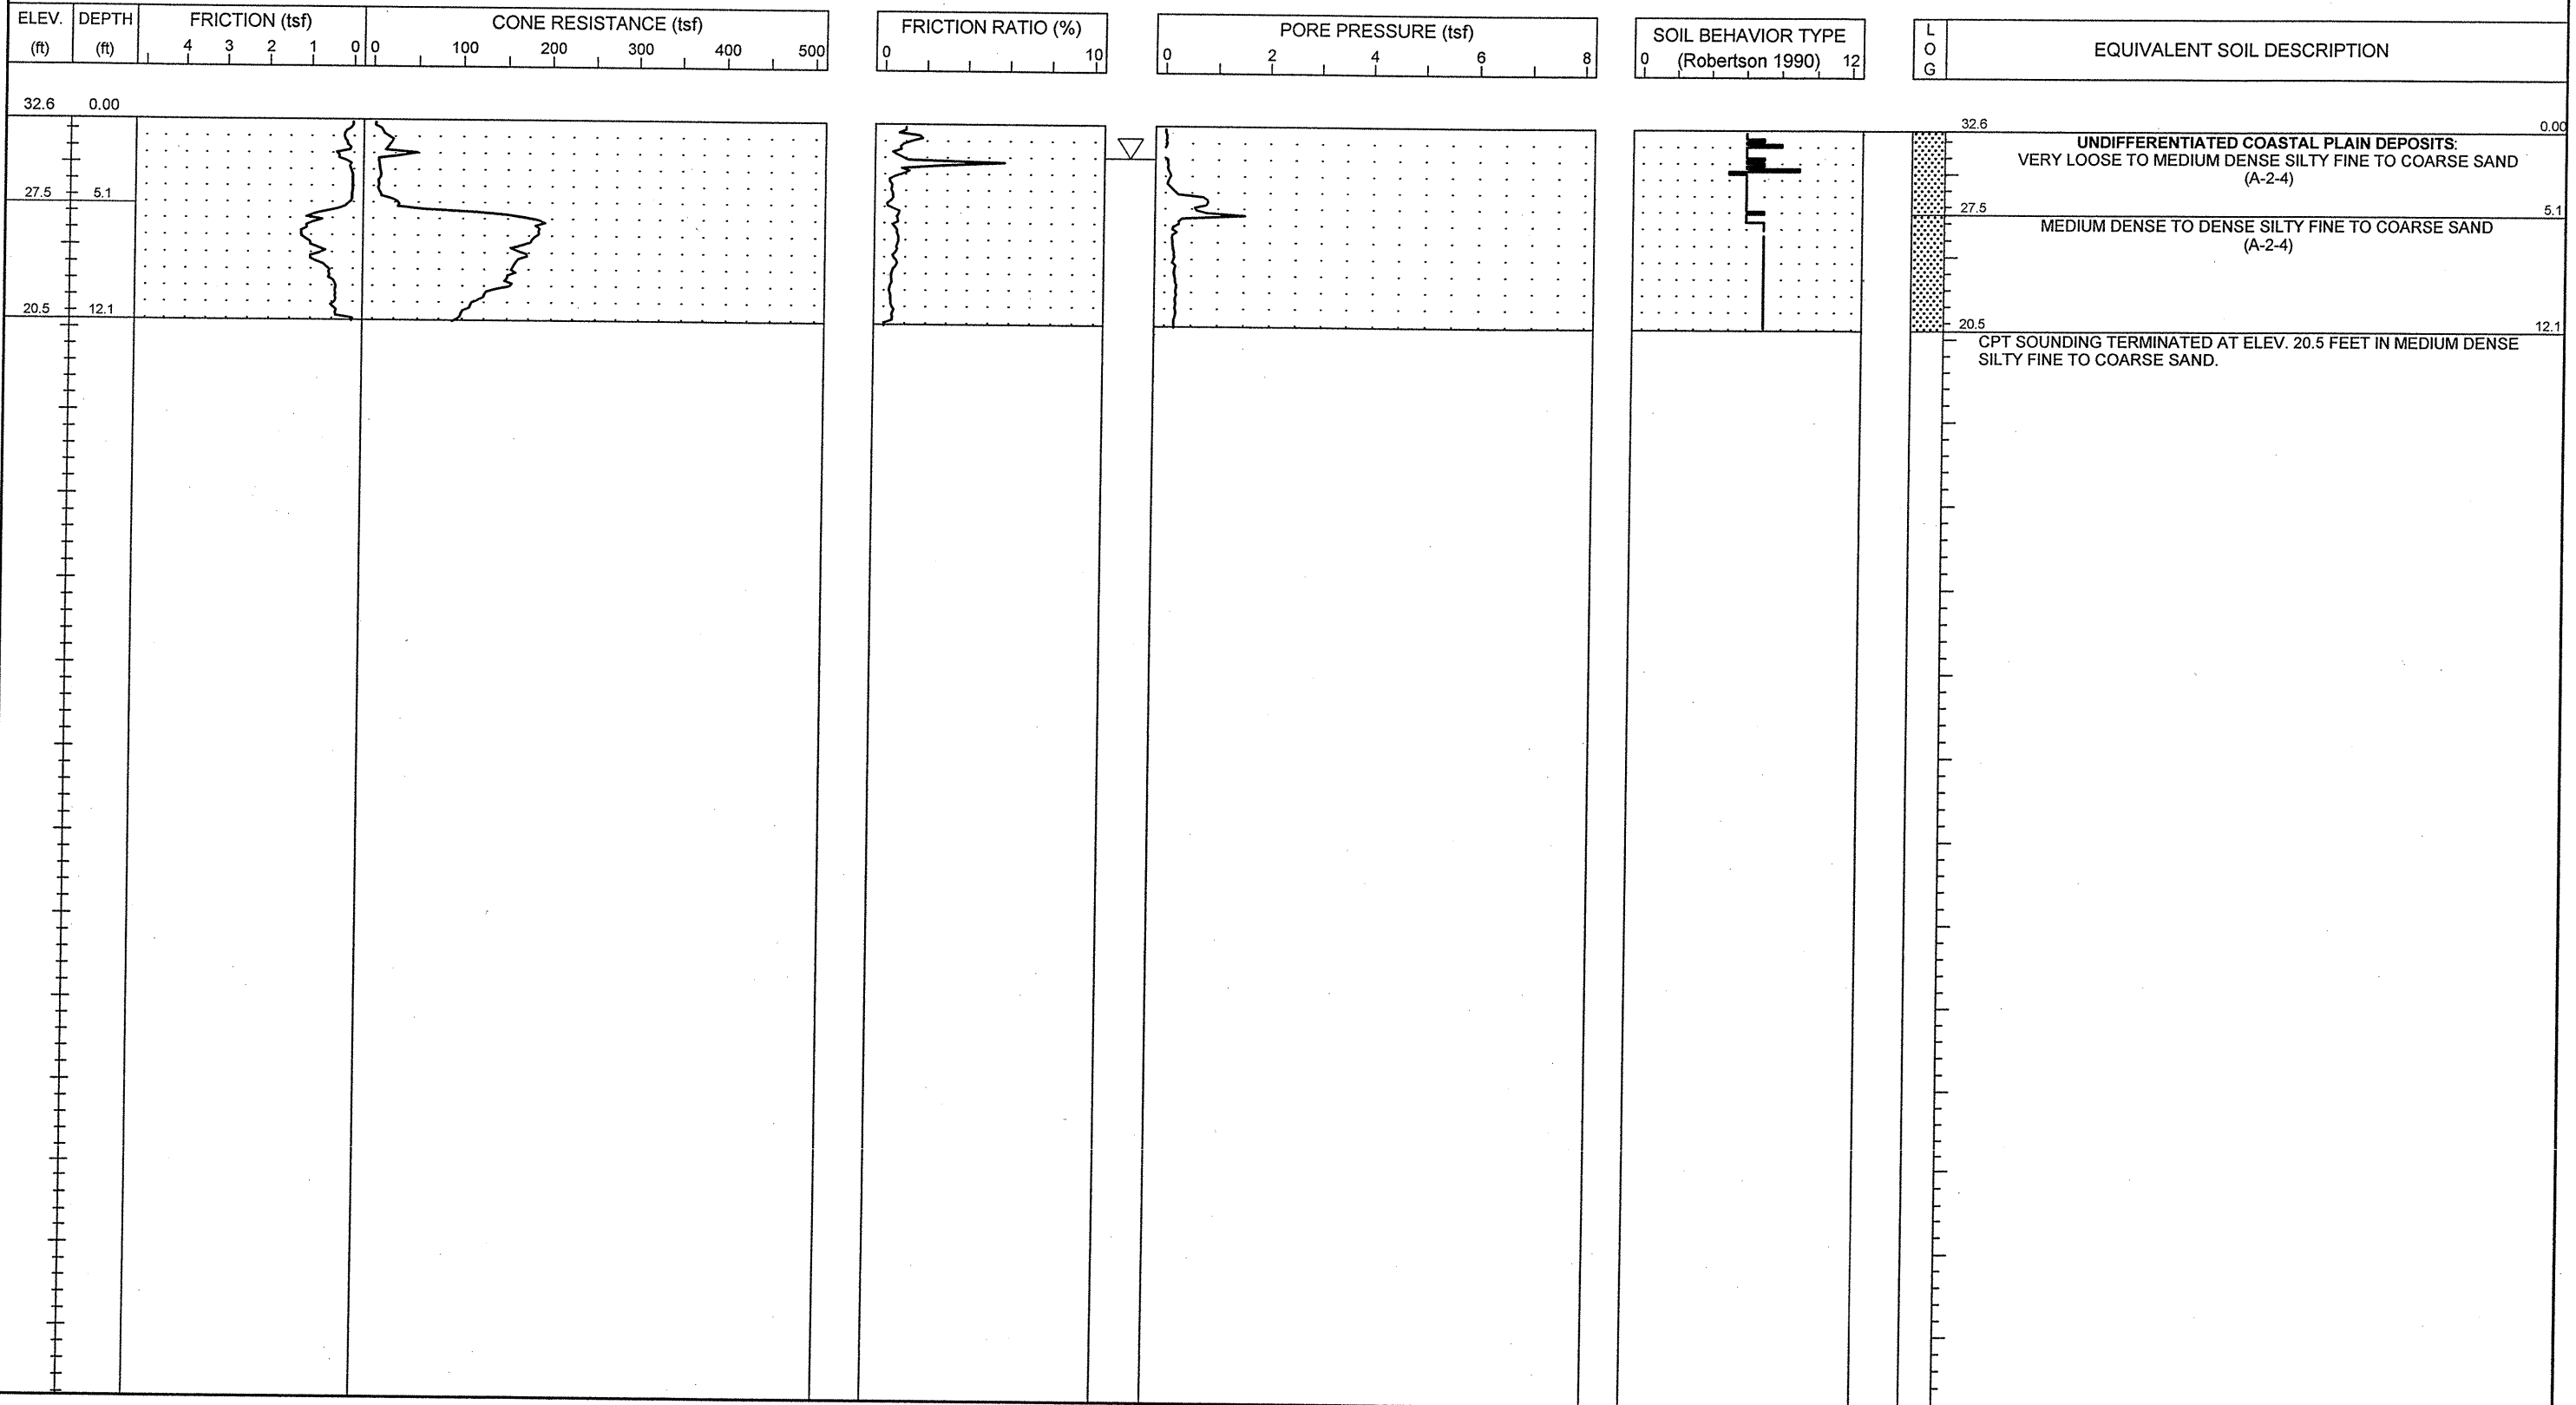 ELEV.
(ft)
DEPTH
(ft)
FRICTION (tsf)
4 3 2 1 0
CONE RESISTANCE (tsf)
0 100 200 300 400 500
FRICTION RATIO (%)
0 10
PORE PRESSURE (tsf)
0 2 4 6 8
SOIL BEHAVIOR TYPE
(Robertson 1990)
0 12
L
O
G
EQUIVALENT SOIL DESCRIPTION
32.6 0.00
27.5 5.1
20.5 12.1
32.6 0.00
UNDIFFERENTIATED COASTAL PLAIN DEPOSITS:
VERY LOOSE TO MEDIUM DENSE SILTY FINE TO COARSE SAND
(A-2-4)
27.5 5.1
MEDIUM DENSE TO DENSE SILTY FINE TO COARSE SAND
(A-2-4)
20.5 12.1
CPT SOUNDING TERMINATED AT ELEV. 20.5 FEET IN MEDIUM DENSE
SILTY FINE TO COARSE SAND.